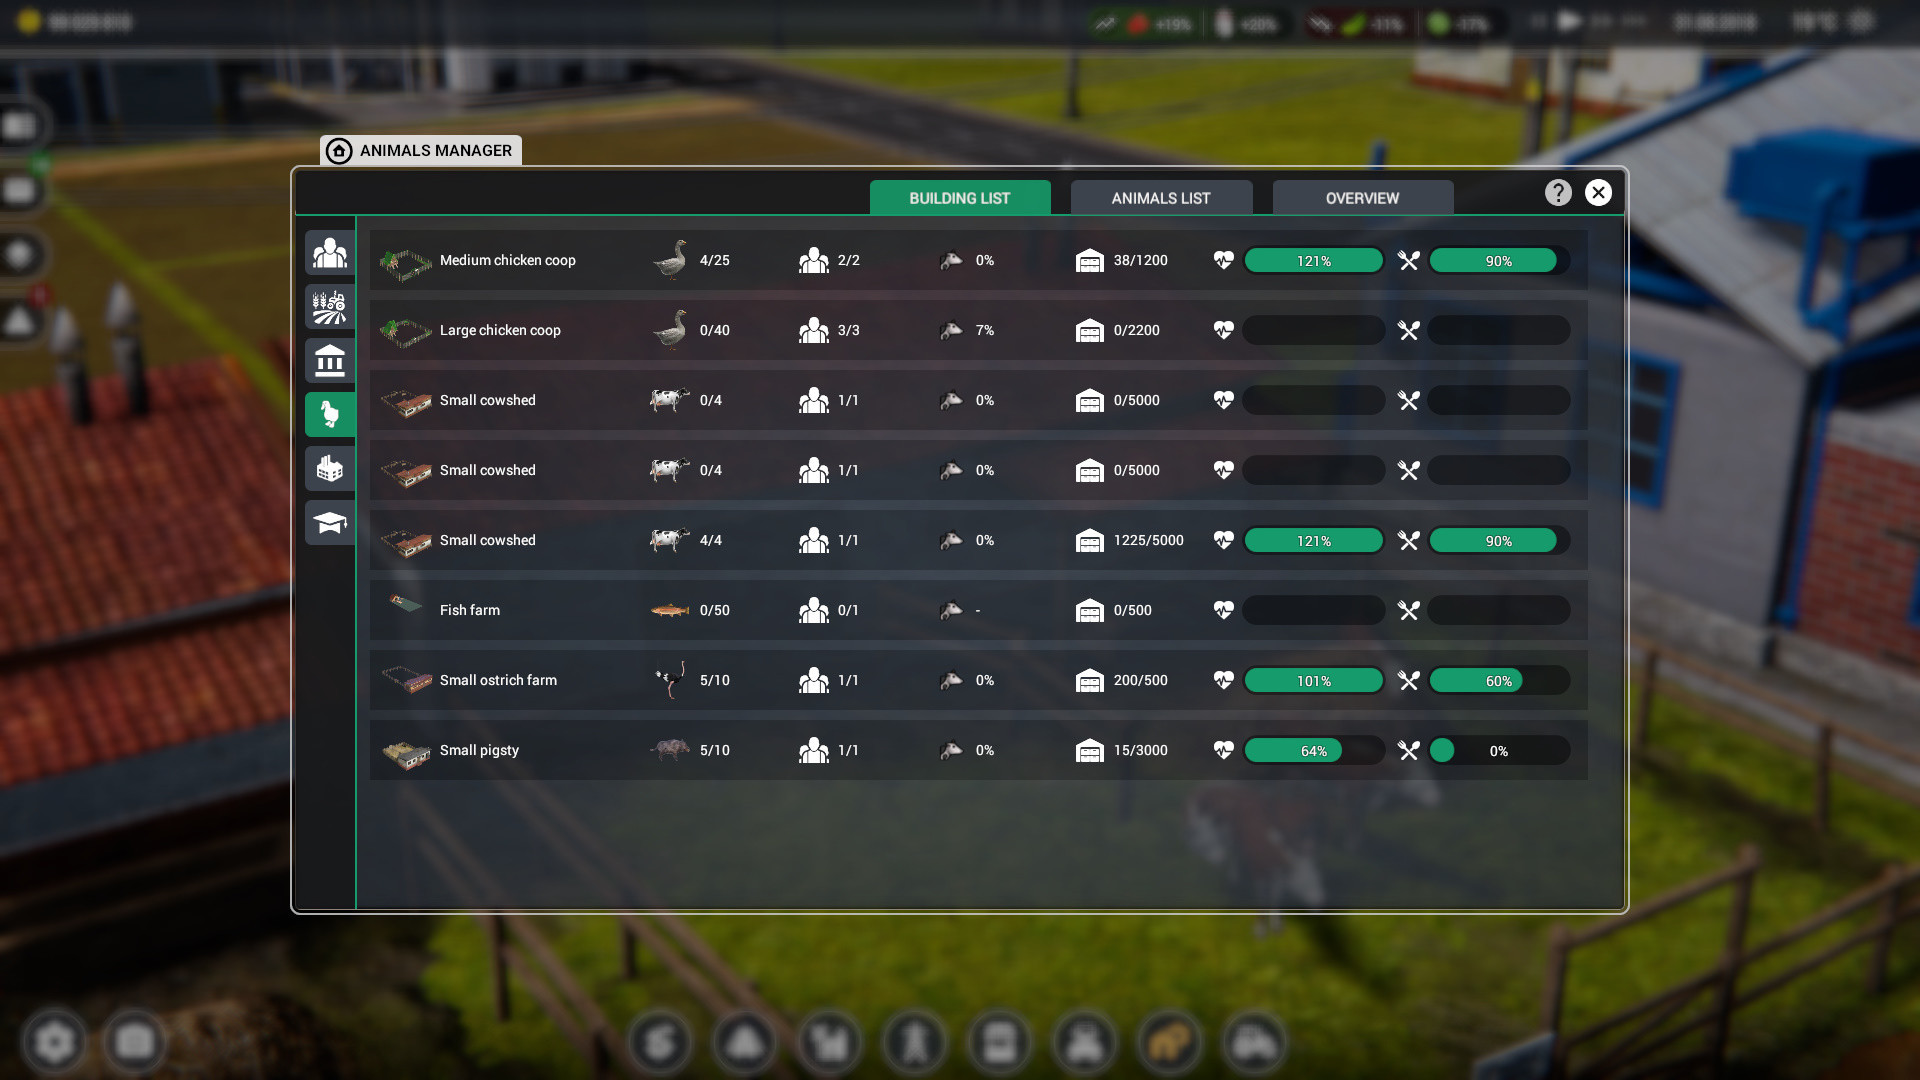 +19% +20% -11% -17%
ANIMALS MANAGER
BUILDING LIST ANIMALS LIST OVERVIEW ?
Medium chicken coop 4/25 2/2 0% 38/1200 121% 90%
Large chicken coop 0/40 3/3 7% 0/2200
Small cowshed 0/4 1/1 0% 0/5000
Small cowshed 0/4 1/1 0% 0/5000
Small cowshed 4/4 1/1 0% 1225/5000 121% 90%
Fish farm 0/50 0/1 - 0/500
Small ostrich farm 5/10 1/1 0% 200/500 101% 60%
Small pigsty 5/10 1/1 0% 15/3000 64% 0%